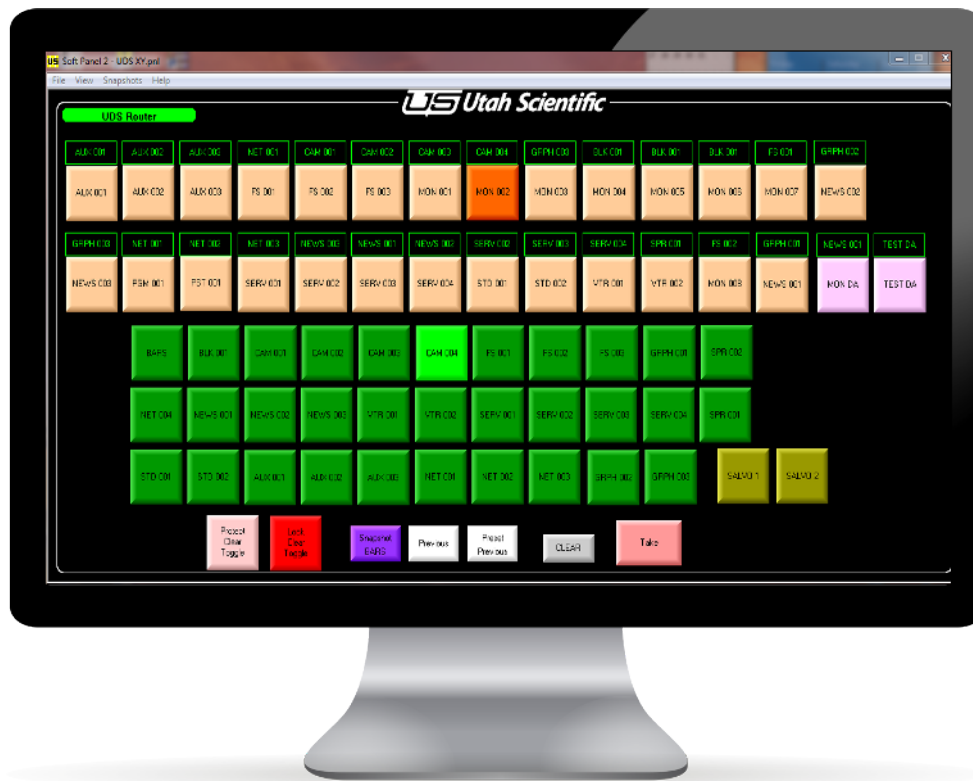 US Soft Panel 2 - UDS XY.pnl
File View Snapshots Help
US Utah Scientific
UDS Router
AUX 001 AUX 002 AUX 003 NET 001 CAM 001 CAM 002 CAM 003 CAM 004 GRPH 003 BLK 001 BLK 001 BLK 001 FS 001 GRPH 002
AUX 001 AUX 002 AUX 003 FS 001 FS 002 FS 003 MON 001 MON 002 MON 003 MON 004 MON 005 MON 006 MON 007 NEWS 002
GRPH 003 NET 001 NET 002 NET 003 NEWS 003 NEWS 001 NEWS 002 SERV 002 SERV 003 SERV 004 SPR 001 FS 002 GRPH 001 NEWS 001 TEST DA
NEWS 003 PGM 001 PST 001 SERV 001 SERV 002 SERV 003 SERV 004 STD 001 STD 002 VTR 001 VTR 002 MON 008 NEWS 001 MON DA TEST DA
BARS BLK 001 CAM 001 CAM 002 CAM 003 CAM 004 FS 001 FS 002 FS 003 GRPH 001 SPR 002
NET 004 NEWS 001 NEWS 002 NEWS 003 VTR 001 VTR 002 SERV 001 SERV 002 SERV 003 SERV 004 SPR 001
STD 001 STD 002 AUX 001 AUX 002 AUX 003 NET 001 NET 002 NET 003 GRPH 002 GRPH 003 SALVO 1 SALVO 2
Protect Lock Snapshot Preset
Clear Clear BARS Previous Previous CLEAR Take
Toggle Toggle